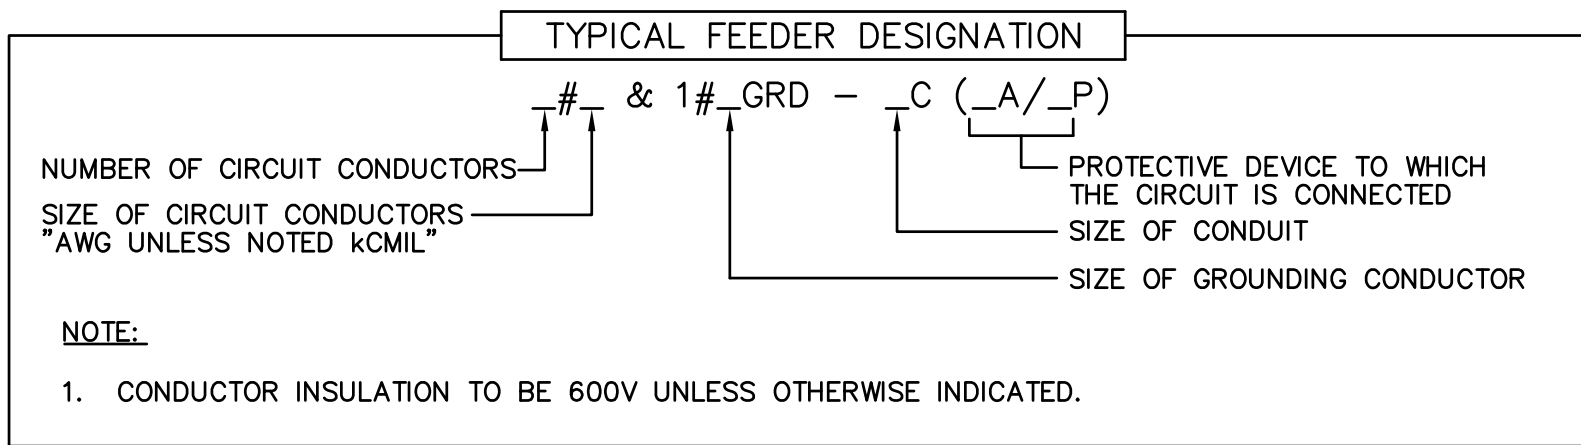 TYPICAL FEEDER DESIGNATION
_#_ & 1#_GRD - _C (_A/_P)
NUMBER OF CIRCUIT CONDUCTORS
SIZE OF CIRCUIT CONDUCTORS
"AWG UNLESS NOTED kCMIL"
PROTECTIVE DEVICE TO WHICH
THE CIRCUIT IS CONNECTED
SIZE OF CONDUIT
SIZE OF GROUNDING CONDUCTOR
NOTE:
1. CONDUCTOR INSULATION TO BE 600V UNLESS OTHERWISE INDICATED.